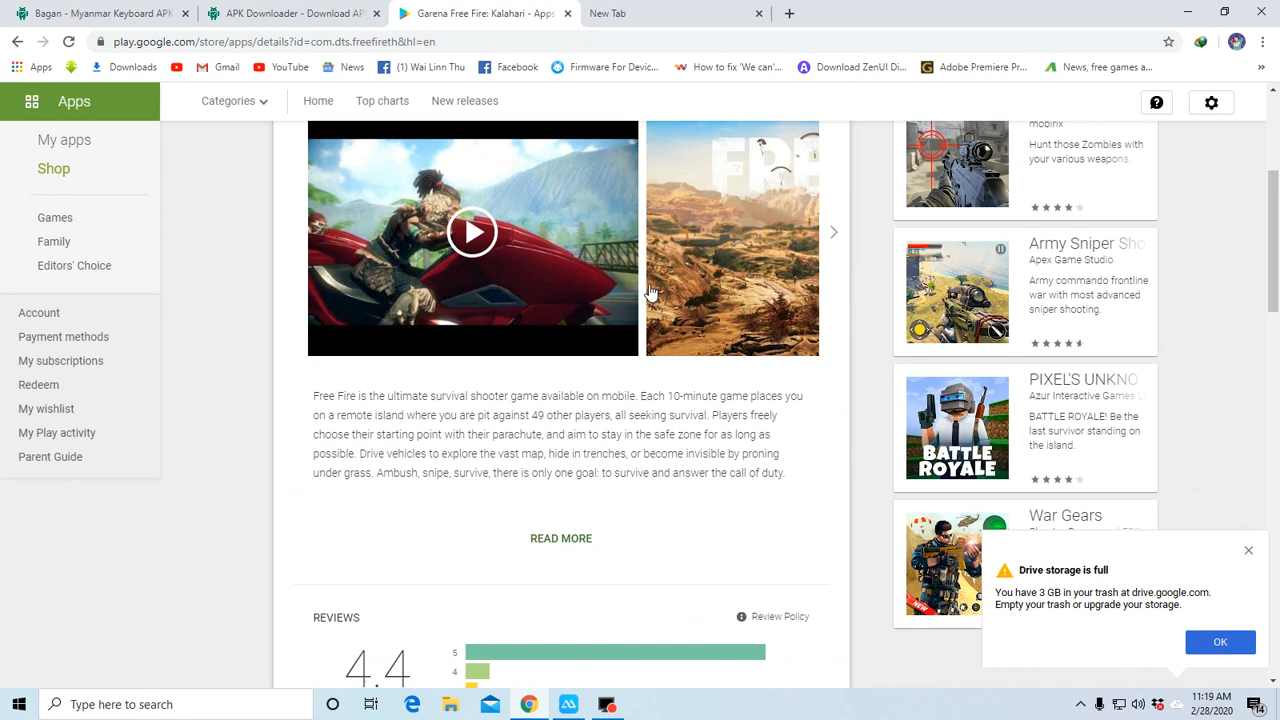 Bagan - Myanmar Keyboard APK
APK Downloader - Download APK
Garena Free Fire: Kalahari - Apps
New Tab
play.google.com/store/apps/details?id=com.dts.freefireth&hl=en
Apps
Downloads
Gmail
YouTube
News
(1) Wai Linn Thu
Facebook
Firmware For Devic...
How to fix 'We can'...
Download ZenUI Di...
Adobe Premiere Pr...
News, free games a...
»
Apps
Categories
Home
Top charts
New releases
My apps
Shop
Games
Family
Editors' Choice
Account
Payment methods
My subscriptions
Redeem
My wishlist
My Play activity
Parent Guide
FRE
Free Fire is the ultimate survival shooter game available on mobile. Each 10-minute game places you
on a remote island where you are pit against 49 other players, all seeking survival. Players freely
choose their starting point with their parachute, and aim to stay in the safe zone for as long as
possible. Drive vehicles to explore the vast map, hide in trenches, or become invisible by proning
under grass. Ambush, snipe, survive, there is only one goal: to survive and answer the call of duty.
READ MORE
REVIEWS
Review Policy
4.4
5
4
mobirix
Hunt those Zombies with
your various weapons.
Army Sniper Sho
Apex Game Studio
Army commando frontline
war with most advanced
sniper shooting.
BATTLE
ROYALE
PIXEL'S UNKNO
Azur Interactive Games L
BATTLE ROYALE! Be the
last survivor standing on
the island.
NEW
War Gears
Drive storage is full
You have 3 GB in your trash at drive.google.com.
Empty your trash or upgrade your storage.
OK
Type here to search
11:19 AM
2/28/2020
14